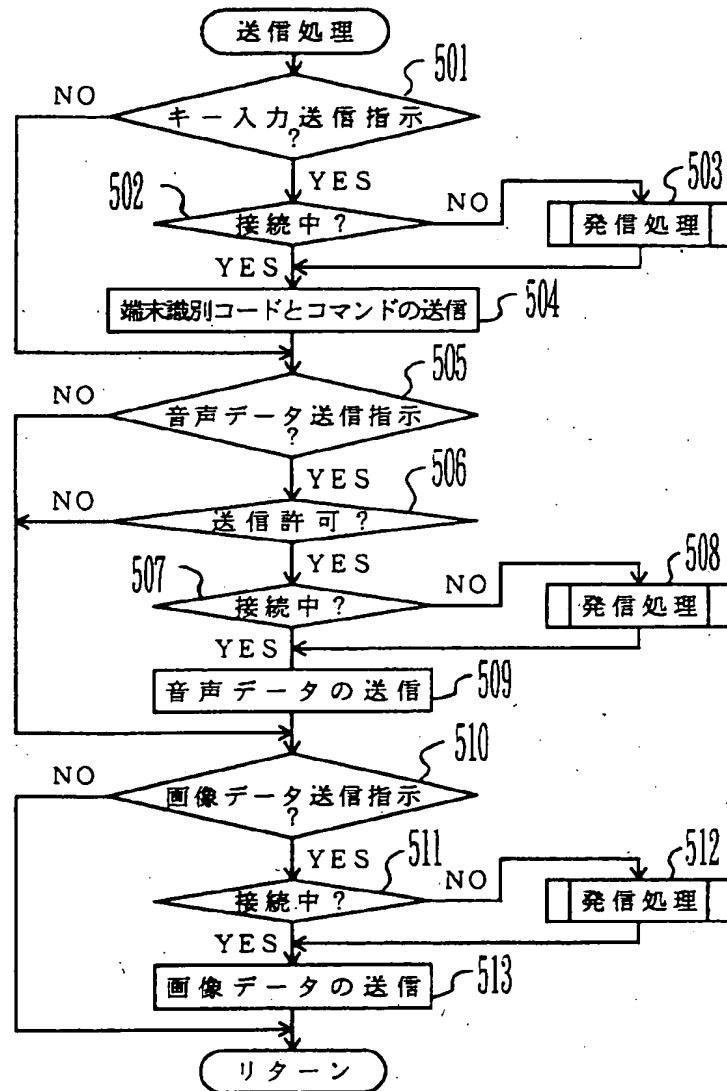 送信処理
501
NO
キー入力送信指示
?
YES
502
503
NO
接続中?
発信処理
YES
端末識別コードとコマンドの送信
504
505
NO
音声データ送信指示
?
YES
506
NO
送信許可?
YES
507
508
NO
接続中?
発信処理
YES
音声データの送信
509
510
NO
画像データ送信指示
?
YES
511
512
NO
接続中?
発信処理
YES
画像データの送信
513
リターン